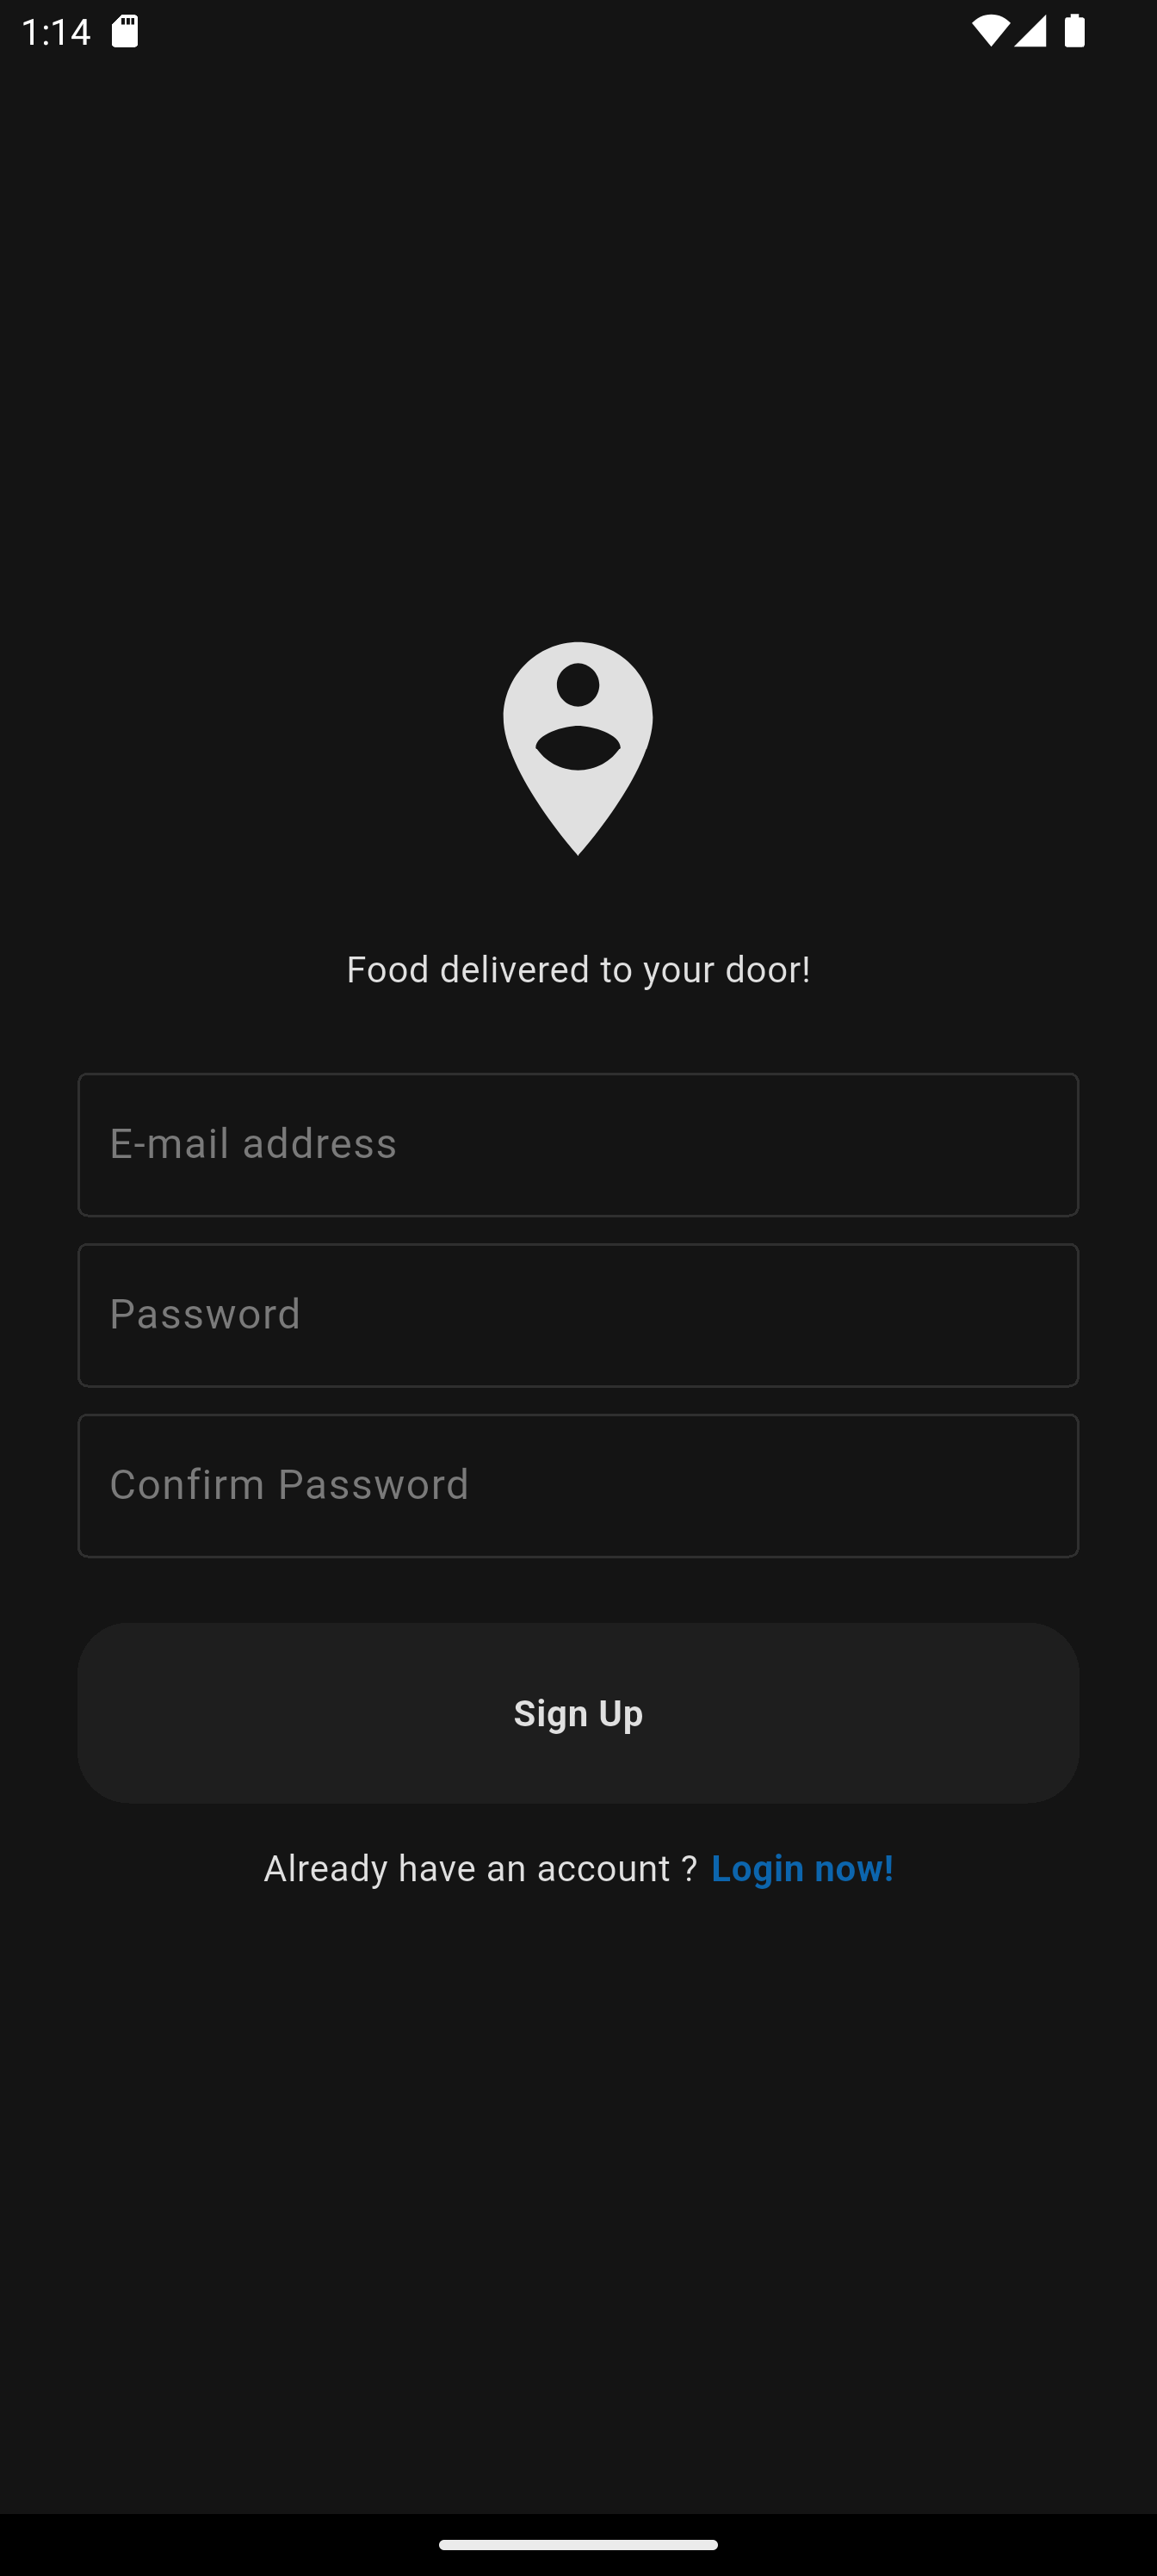 1:14
Food delivered to your door!
E-mail address
Password
Confirm Password
Sign Up
Already have an account ? Login now!